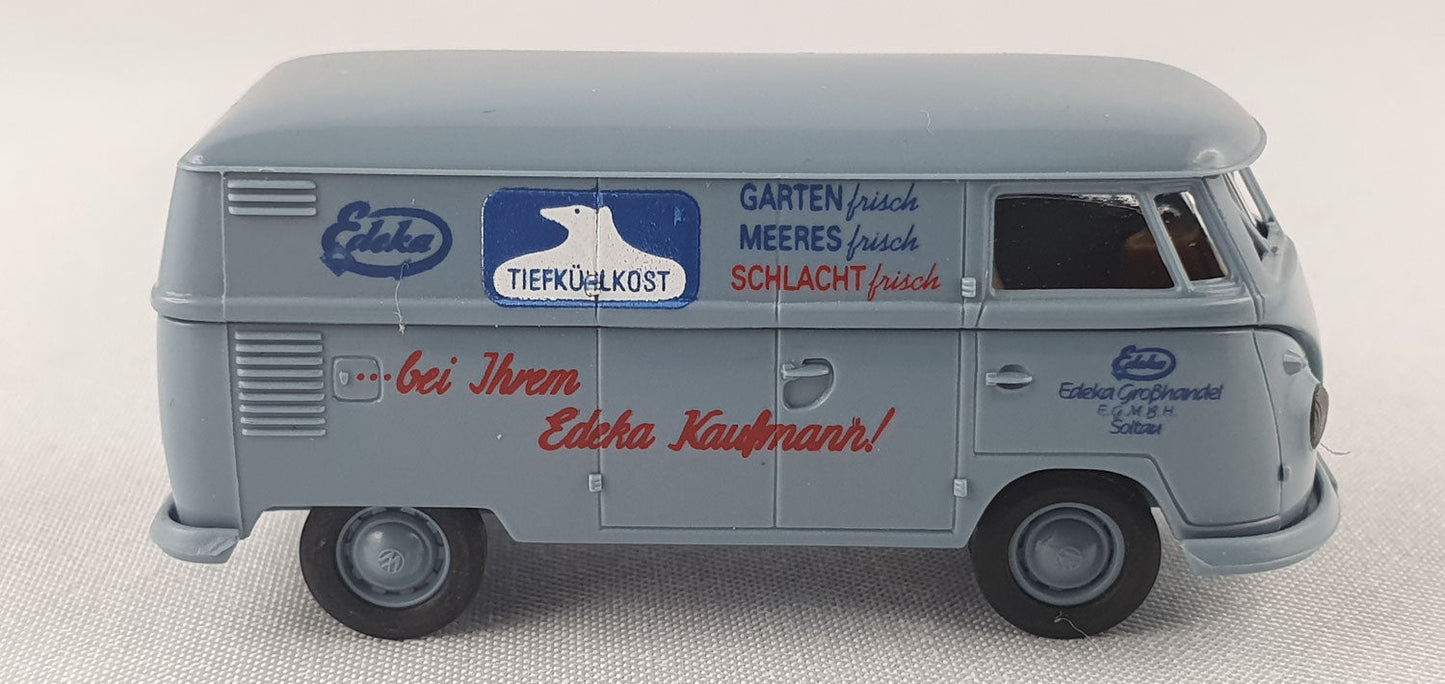 Edeka
TIEFKÜHLKOST
GARTEN frisch
MEERES frisch
SCHLACHT frisch
...bei Ihrem
Edeka Kaufmann!
Edeka
Edeka Großhandel
E.G.M.B.H.
Soltau